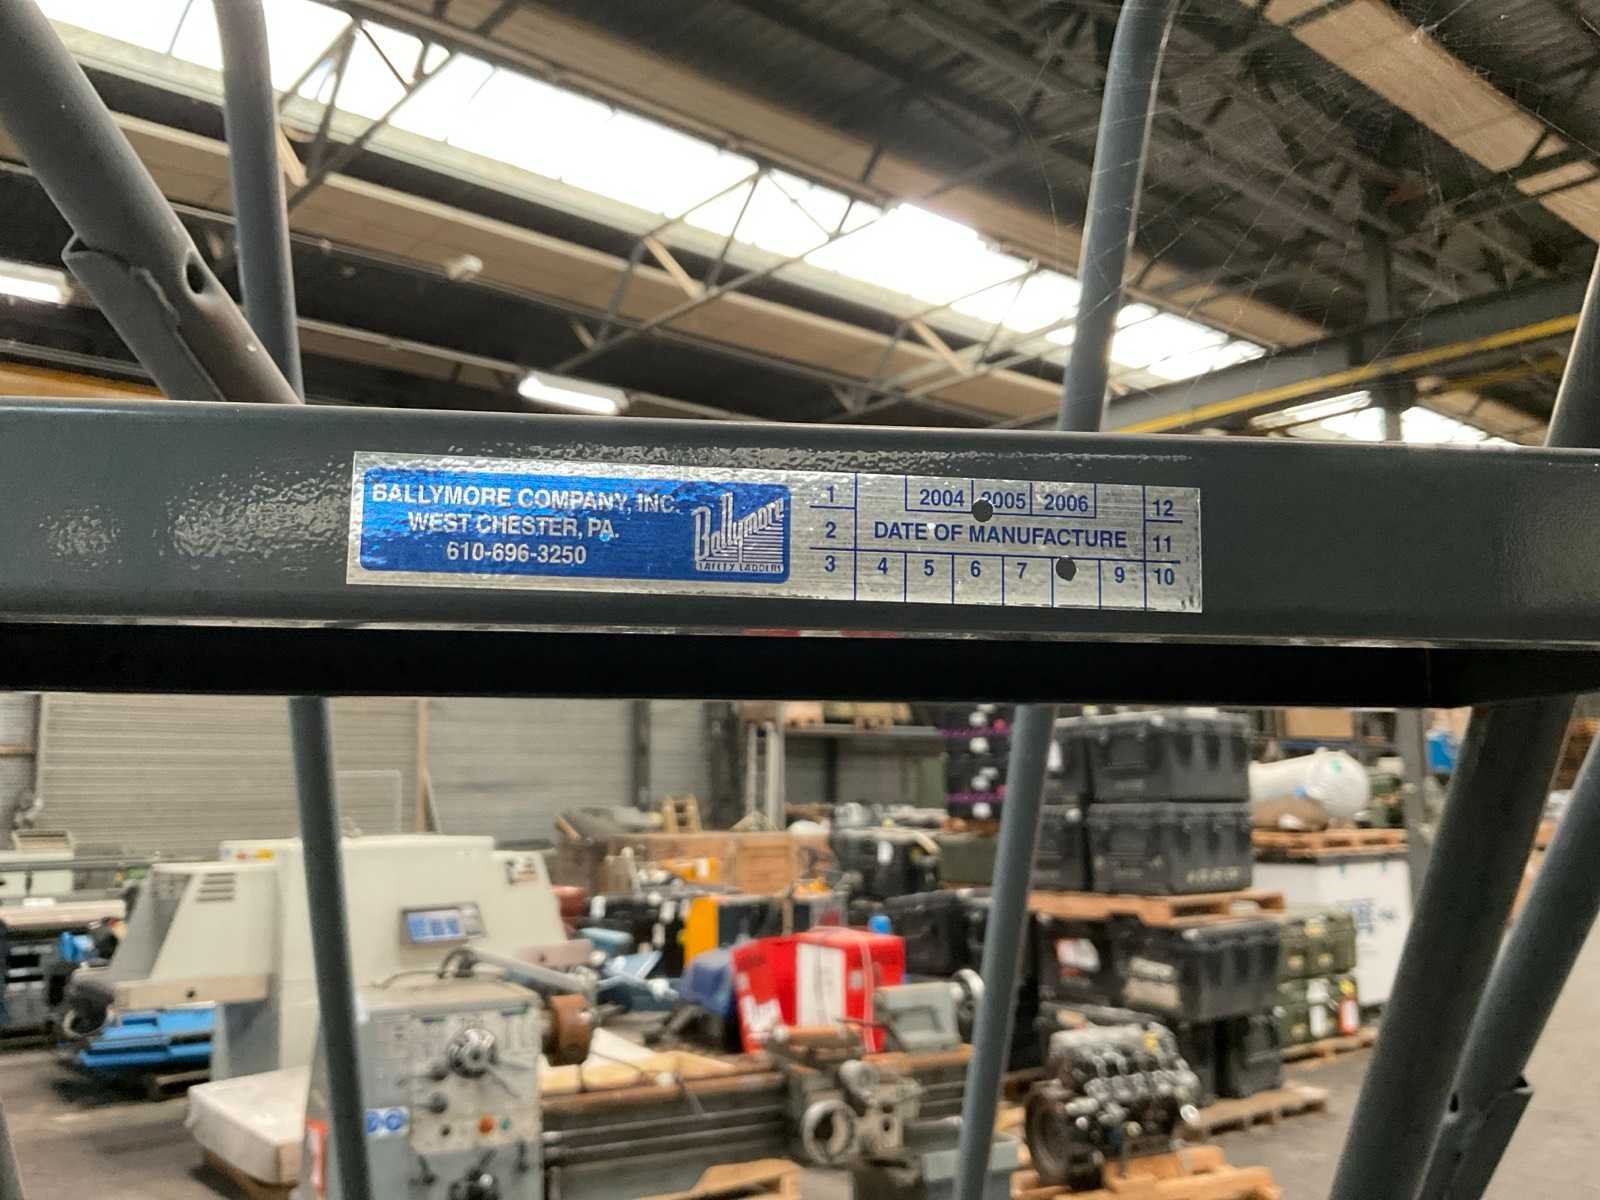 BALLYMORE COMPANY, INC.
WEST CHESTER, PA.
610-696-3250
Ballymore
SAFETY LADDERS
1 2004 2005 2006 12
2 DATE OF MANUFACTURE 11
3 4 5 6 7 9 10